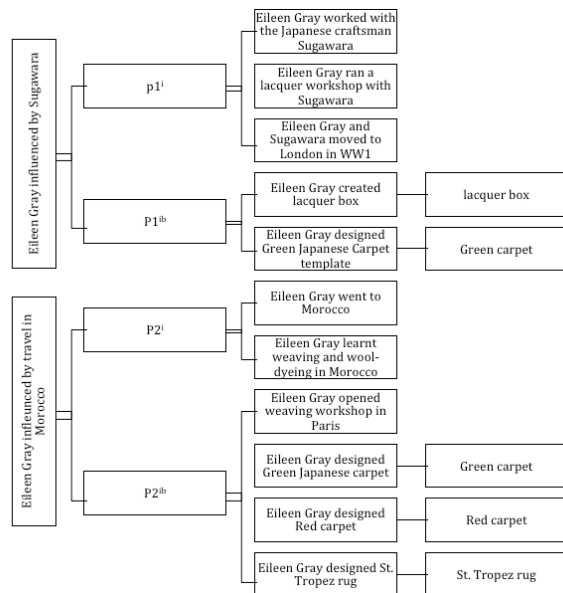 Eileen Gray influenced by Sugawara
p1ⁱ
Eileen Gray worked with
the Japanese craftsman
Sugawara
Eileen Gray ran a
lacquer workshop with
Sugawara
Eileen Gray and
Sugawara moved to
London in WW1
P1ⁱᵇ
Eileen Gray created
lacquer box
lacquer box
Eileen Gray designed
Green Japanese Carpet
template
Green carpet
Eileen Gray infleunced by travel in
Morocco
P2ⁱ
Eileen Gray went to
Morocco
Eileen Gray learnt
weaving and wool-
dyeing in Morocco
P2ⁱᵇ
Eileen Gray opened
weaving workshop in
Paris
Eileen Gray designed
Green Japanese carpet
Green carpet
Eileen Gray designed
Red carpet
Red carpet
Eileen Gray designed St.
Tropez rug
St. Tropez rug